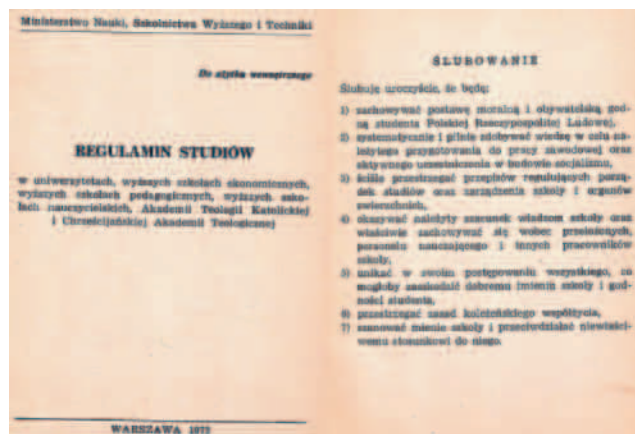 Ministerstwo Nauki, Szkolnictwa Wyższego i Techniki
Do użytku wewnętrznego
REGULAMIN STUDIÓW
w uniwersytetach, wyższych szkołach ekonomicznych,
wyższych szkołach pedagogicznych, wyższych szko-
łach nauczycielskich, Akademii Teologii Katolickiej
i Chrześcijańskiej Akademii Teologicznej
WARSZAWA 1973
ŚLUBOWANIE
Ślubuję uroczyście, że będę:
1) zachowywać postawę moralną i obywatelską god-
ną studenta Polskiej Rzeczypospolitej Ludowej,
2) systematycznie i pilnie zdobywać wiedzę w celu na-
leżytego przygotowania do pracy zawodowej oraz
aktywnego uczestniczenia w budowie socjalizmu,
3) ściśle przestrzegać przepisów regulujących porzą-
dek studiów oraz zarządzenia szkoły i organów
zwierzchnich,
4) okazywać należyty szacunek władzom szkoły oraz
właściwie zachowywać się wobec przełożonych,
personelu nauczającego i innych pracowników
szkoły,
5) unikać w swoim postępowaniu wszystkiego, co
mogłoby zaszkodzić dobremu imieniu szkoły i god-
ności studenta,
6) przestrzegać zasad koleżeńskiego współżycia,
7) szanować mienie szkoły i przeciwdziałać niewłaści-
wemu stosunkowi do niego.